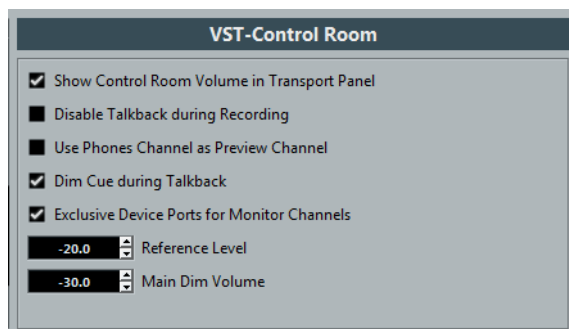 VST-Control Room
Show Control Room Volume in Transport Panel
Disable Talkback during Recording
Use Phones Channel as Preview Channel
Dim Cue during Talkback
Exclusive Device Ports for Monitor Channels
-20.0 Reference Level
-30.0 Main Dim Volume